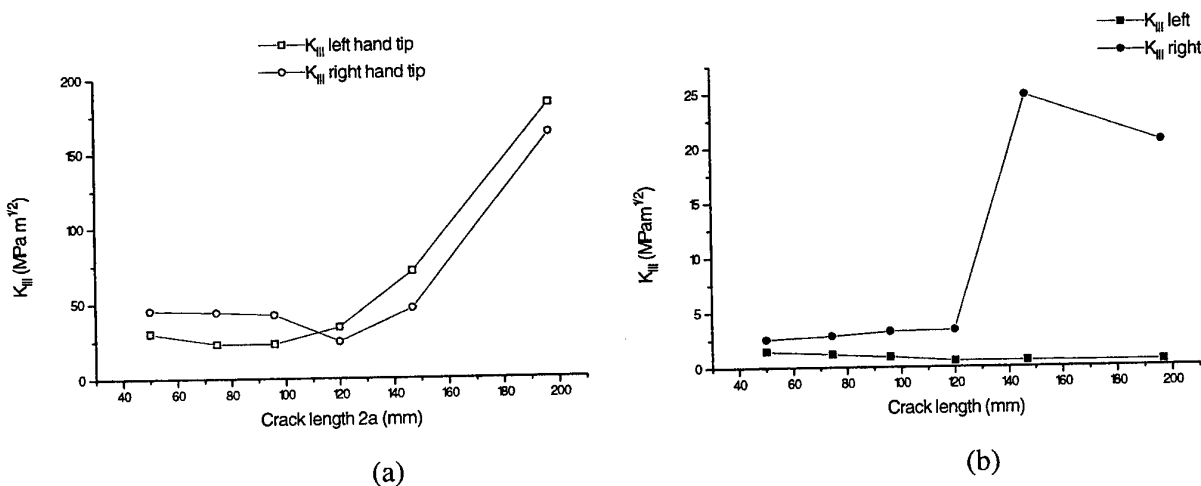 K_III left hand tip
K_III right hand tip
200
150
100
50
0
K_III (MPa m^1/2)
40 60 80 100 120 140 160 180 200
Crack length 2a (mm)
(a)
K_III left
K_III right
25
20
15
10
5
0
K_III (MPam^1/2)
40 60 80 100 120 140 160 180 200
Crack length (mm)
(b)